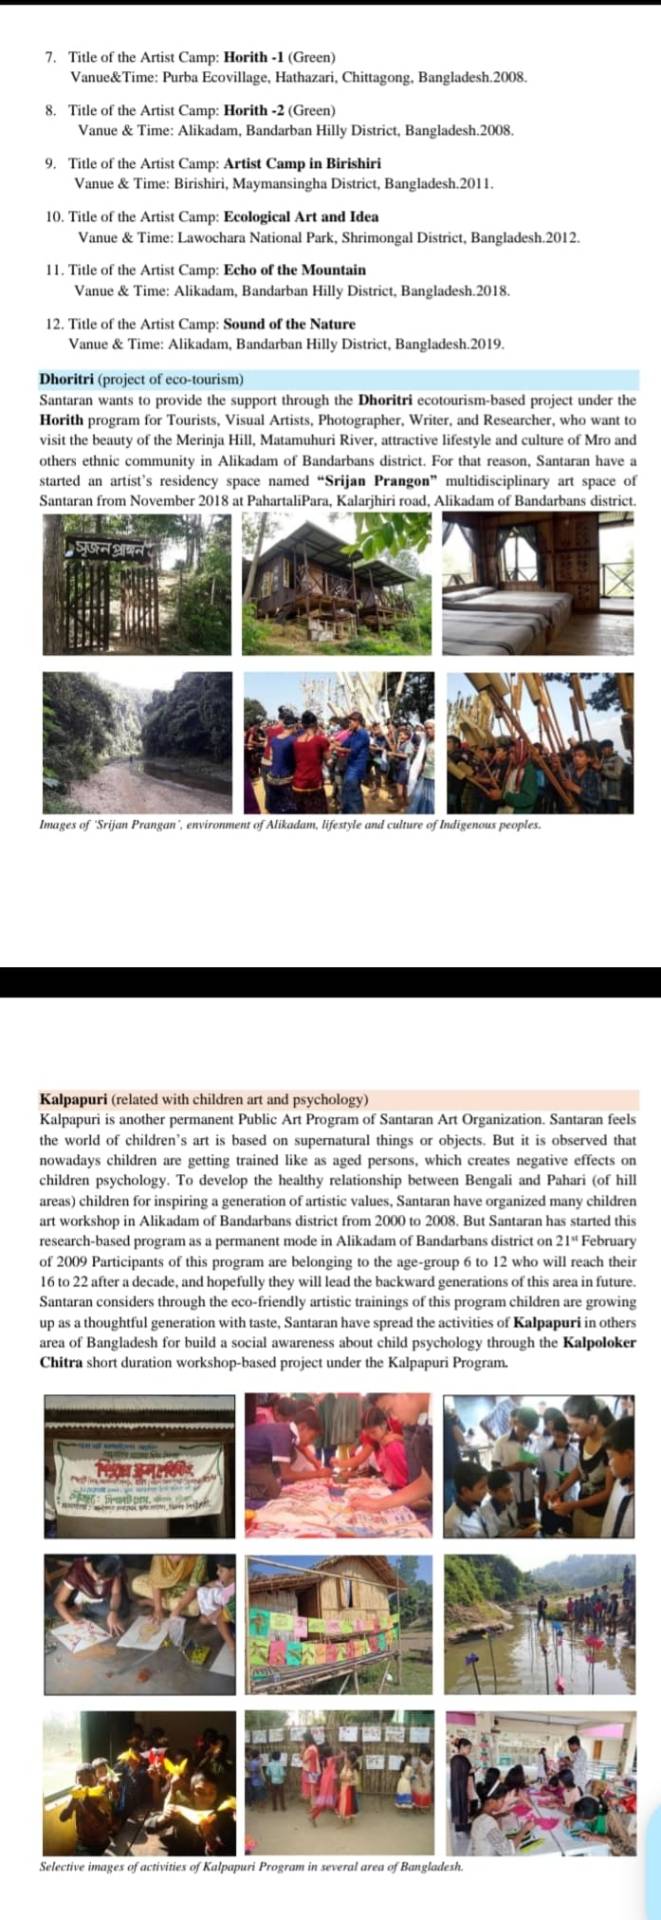 7. Title of the Artist Camp: Horith -1 (Green)
Vanue&Time: Purba Ecovillage, Hathazari, Chittagong, Bangladesh.2008.
8. Title of the Artist Camp: Horith -2 (Green)
Vanue & Time: Alikadam, Bandarban Hilly District, Bangladesh.2008.
9. Title of the Artist Camp: Artist Camp in Birishiri
Vanue & Time: Birishiri, Maymansingha District, Bangladesh.2011.
10. Title of the Artist Camp: Ecological Art and Idea
Vanue & Time: Lawochara National Park, Shrimongal District, Bangladesh.2012.
11. Title of the Artist Camp: Echo of the Mountain
Vanue & Time: Alikadam, Bandarban Hilly District, Bangladesh.2018.
12. Title of the Artist Camp: Sound of the Nature
Vanue & Time: Alikadam, Bandarban Hilly District, Bangladesh.2019.
Dhoritri (project of eco-tourism)
Santaran wants to provide the support through the Dhoritri ecotourism-based project under the
Horith program for Tourists, Visual Artists, Photographer, Writer, and Researcher, who want to
visit the beauty of the Merinja Hill, Matamuhuri River, attractive lifestyle and culture of Mro and
others ethnic community in Alikadam of Bandarbans district. For that reason, Santaran have a
started an artist's residency space named “Srijan Prangon” multidisciplinary art space of
Santaran from November 2018 at PahartaliPara, Kalarjhiri road, Alikadam of Bandarbans district.
সৃজন প্রাঙ্গন
Images of 'Srijan Prangan', environment of Alikadam, lifestyle and culture of Indigenous peoples.
Kalpapuri (related with children art and psychology)
Kalpapuri is another permanent Public Art Program of Santaran Art Organization. Santaran feels
the world of children's art is based on supernatural things or objects. But it is observed that
nowadays children are getting trained like as aged persons, which creates negative effects on
children psychology. To develop the healthy relationship between Bengali and Pahari (of hill
areas) children for inspiring a generation of artistic values, Santaran have organized many children
art workshop in Alikadam of Bandarbans district from 2000 to 2008. But Santaran has started this
research-based program as a permanent mode in Alikadam of Bandarbans district on 21st February
of 2009 Participants of this program are belonging to the age-group 6 to 12 who will reach their
16 to 22 after a decade, and hopefully they will lead the backward generations of this area in future.
Santaran considers through the eco-friendly artistic trainings of this program children are growing
up as a thoughtful generation with taste, Santaran have spread the activities of Kalpapuri in others
area of Bangladesh for build a social awareness about child psychology through the Kalpoloker
Chitra short duration workshop-based project under the Kalpapuri Program.
Selective images of activities of Kalpapuri Program in several area of Bangladesh.